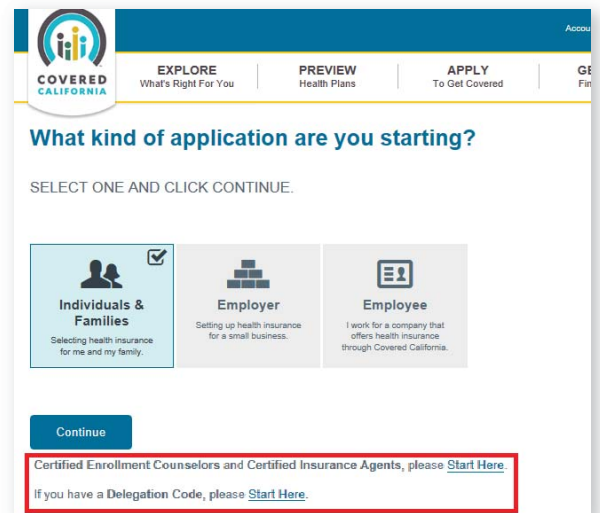 Accou
COVERED
CALIFORNIA
EXPLORE
What's Right For You
PREVIEW
Health Plans
APPLY
To Get Covered
GE
Fin
What kind of application are you starting?
SELECT ONE AND CLICK CONTINUE.
Individuals &
Families
Selecting health insurance
for me and my family.
Employer
Setting up health insurance
for a small business.
Employee
I work for a company that
offers health insurance
through Covered California.
Continue
Certified Enrollment Counselors and Certified Insurance Agents, please Start Here.
If you have a Delegation Code, please Start Here.